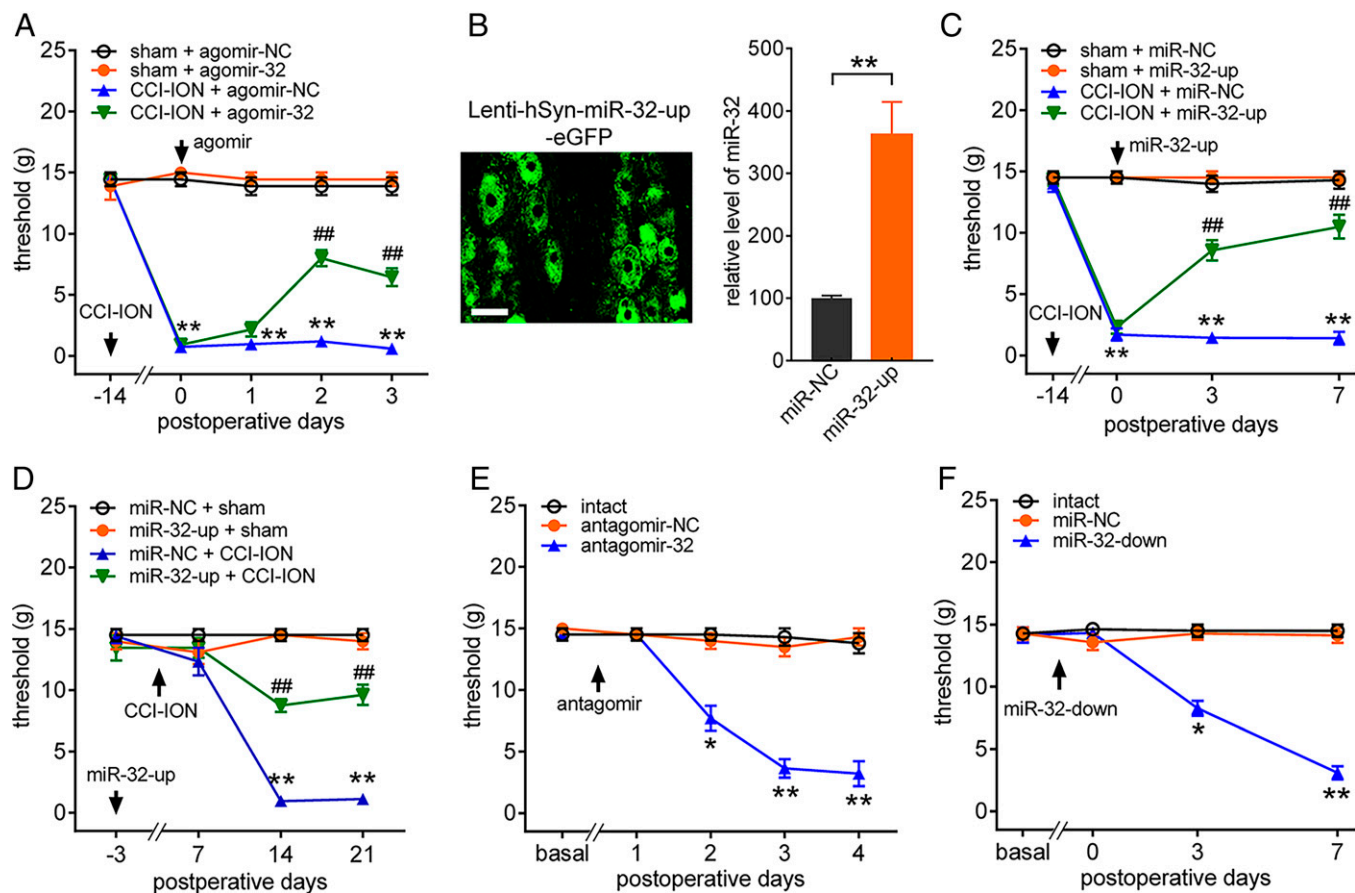 A
sham + agomir-NC
sham + agomir-32
CCI-ION + agomir-NC
CCI-ION + agomir-32
agomir
CCI-ION
threshold (g)
25
20
15
10
5
0
## ##
** ** ** **
-14 0 1 2 3
postoperative days
B
Lenti-hSyn-miR-32-up
-eGFP
relative level of miR-32
500
400
300
200
100
0
**
miR-NC
miR-32-up
C
sham + miR-NC
sham + miR-32-up
CCI-ION + miR-NC
CCI-ION + miR-32-up
miR-32-up
CCI-ION
threshold (g)
25
20
15
10
5
0
## ##
** ** **
-14 0 3 7
postperative days
D
miR-NC + sham
miR-32-up + sham
miR-NC + CCI-ION
miR-32-up + CCI-ION
CCI-ION
miR-32-up
threshold (g)
25
20
15
10
5
0
## ##
** **
-3 7 14 21
postperative days
E
intact
antagomir-NC
antagomir-32
antagomir
threshold (g)
25
20
15
10
5
0
* ** **
basal 1 2 3 4
postoperative days
F
intact
miR-NC
miR-32-down
miR-32-down
threshold (g)
25
20
15
10
5
0
* **
basal 0 3 7
postoperative days